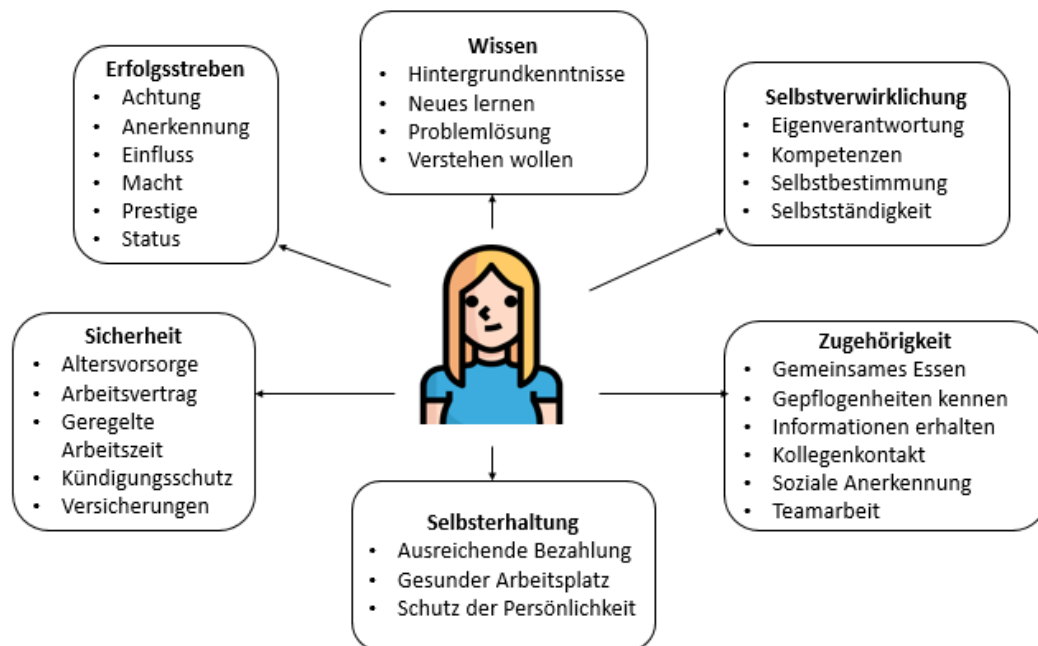 Erfolgsstreben
• Achtung
• Anerkennung
• Einfluss
• Macht
• Prestige
• Status
Wissen
• Hintergrundkenntnisse
• Neues lernen
• Problemlösung
• Verstehen wollen
Selbstverwirklichung
• Eigenverantwortung
• Kompetenzen
• Selbstbestimmung
• Selbstständigkeit
Sicherheit
• Altersvorsorge
• Arbeitsvertrag
• Geregelte
Arbeitszeit
• Kündigungsschutz
• Versicherungen
Zugehörigkeit
• Gemeinsames Essen
• Gepflogenheiten kennen
• Informationen erhalten
• Kollegenkontakt
• Soziale Anerkennung
• Teamarbeit
Selbsterhaltung
• Ausreichende Bezahlung
• Gesunder Arbeitsplatz
• Schutz der Persönlichkeit